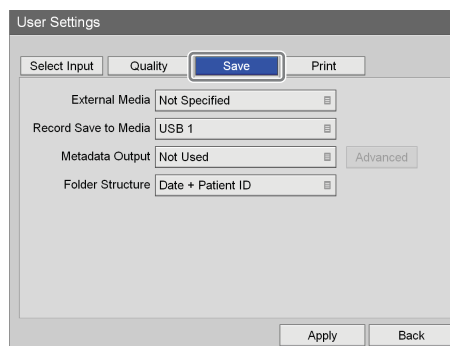 User Settings
Select Input Quality Save Print
External Media Not Specified
Record Save to Media USB 1
Metadata Output Not Used Advanced
Folder Structure Date + Patient ID
Apply Back